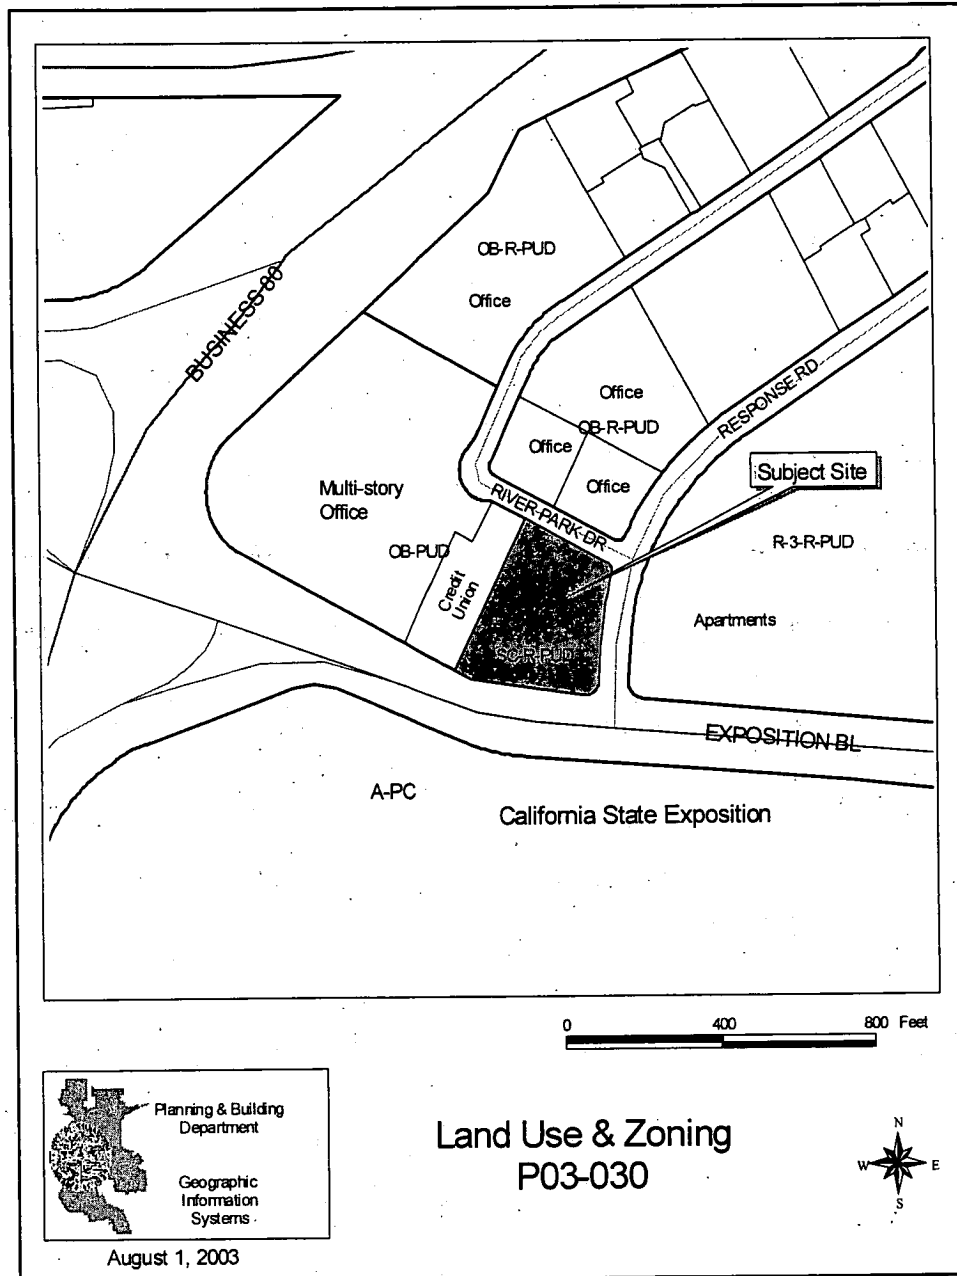 OB-R-PUD
Office
BUSINESS 80
Office
OB-R-PUD
Office
Office
RESPONSE RD
Subject Site
Multi-story
Office
RIVER PARK DR
OB-PUD
R-3-R-PUD
Credit
Union
Apartments
SC-R-PUD
EXPOSITION BL
A-PC
California State Exposition
0 400 800 Feet
Planning & Building
Department
Geographic
Information
Systems
Land Use & Zoning
P03-030
N
W E
S
August 1, 2003